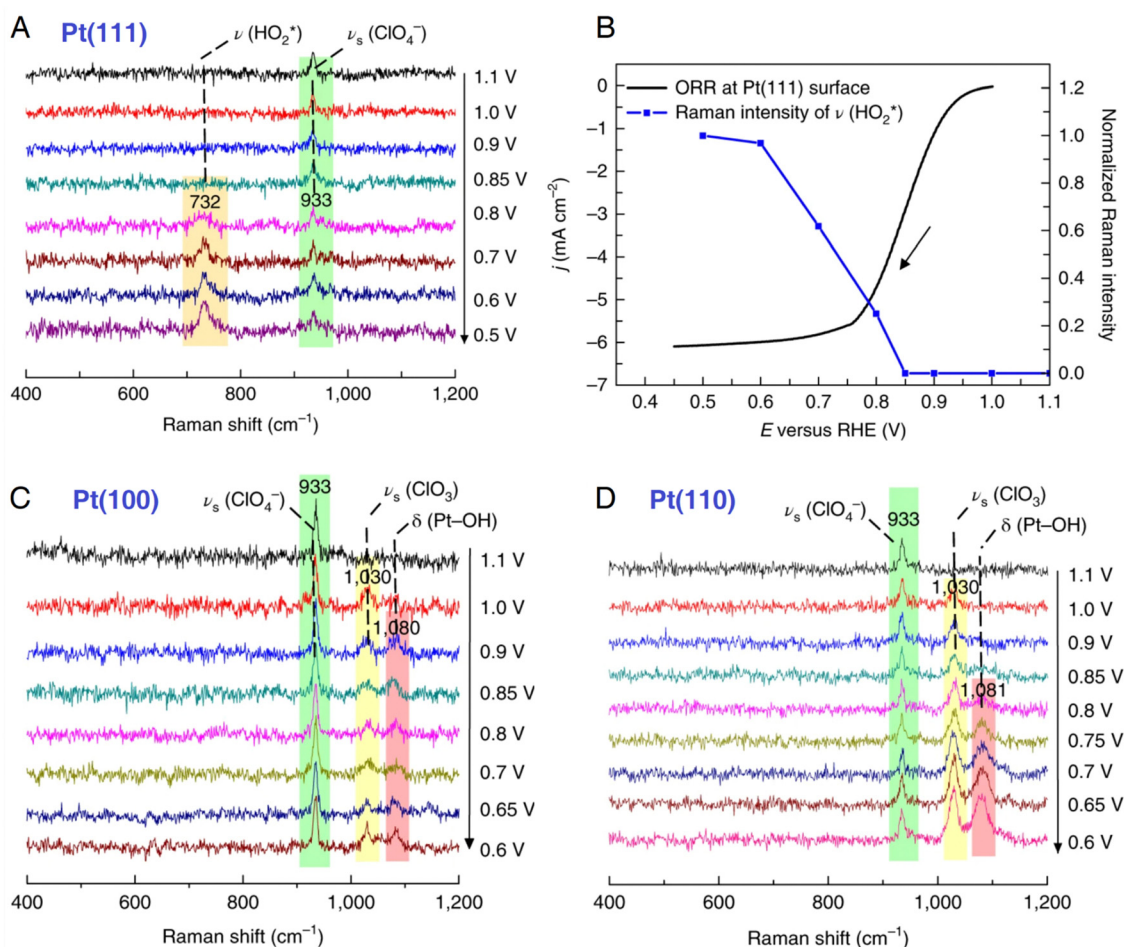 A
Pt(111)
ν (HO₂*)
νₛ (ClO₄⁻)
1.1 V
1.0 V
0.9 V
0.85 V
732
933
0.8 V
0.7 V
0.6 V
0.5 V
400 600 800 1,000 1,200
Raman shift (cm⁻¹)
B
ORR at Pt(111) surface
Raman intensity of ν (HO₂*)
0
−1
−2
−3
−4
−5
−6
−7
j (mA cm⁻²)
1.2
1.0
0.8
0.6
0.4
0.2
0.0
Normalized Raman intensity
0.4 0.5 0.6 0.7 0.8 0.9 1.0 1.1
E versus RHE (V)
C
Pt(100)
933
νₛ (ClO₄⁻)
νₛ (ClO₃)
δ (Pt–OH)
1.1 V
1,030
1.0 V
1,080
0.9 V
0.85 V
0.8 V
0.7 V
0.65 V
0.6 V
400 600 800 1,000 1,200
Raman shift (cm⁻¹)
D
Pt(110)
νₛ (ClO₄⁻)
933
νₛ (ClO₃)
δ (Pt–OH)
1.1 V
1,030
1.0 V
0.9 V
0.85 V
1,081
0.8 V
0.75 V
0.7 V
0.65 V
0.6 V
400 600 800 1,000 1,200
Raman shift (cm⁻¹)